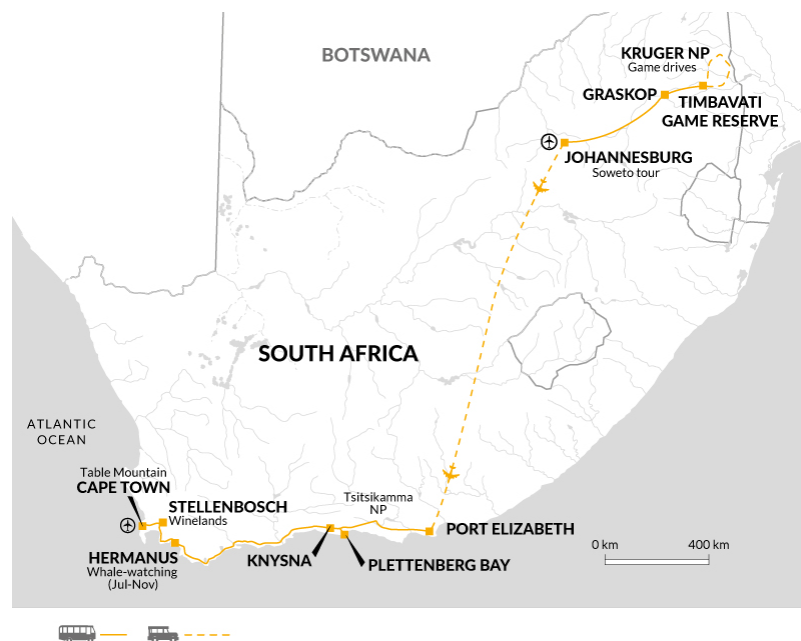 BOTSWANA
KRUGER NP
Game drives
GRASKOP
TIMBAVATI
GAME RESERVE
JOHANNESBURG
Soweto tour
SOUTH AFRICA
ATLANTIC
OCEAN
Table Mountain
CAPE TOWN
STELLENBOSCH
Winelands
Tsitsikamma
NP
PORT ELIZABETH
HERMANUS
Whale-watching
(Jul-Nov)
KNYSNA
PLETTENBERG BAY
0 km
400 km